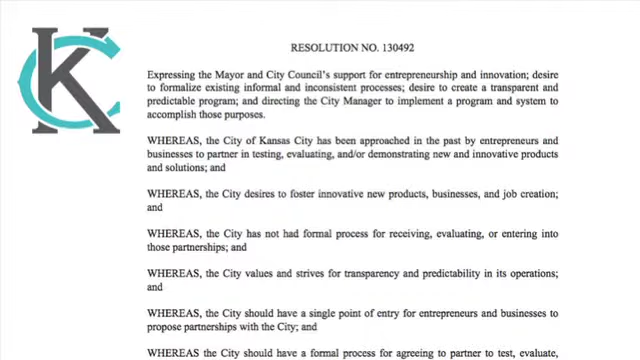 KC
RESOLUTION NO. 130492
Expressing the Mayor and City Council's support for entrepreneurship and innovation; desire
to formalize existing informal and inconsistent processes; desire to create a transparent and
predictable program; and directing the City Manager to implement a program and system to
accomplish those purposes.
WHEREAS, the City of Kansas City has been approached in the past by entrepreneurs and
businesses to partner in testing, evaluating, and/or demonstrating new and innovative products
and solutions; and
WHEREAS, the City desires to foster innovative new products, businesses, and job creation;
and
WHEREAS, the City has not had formal process for receiving, evaluating, or entering into
those partnerships; and
WHEREAS, the City values and strives for transparency and predictability in its operations;
and
WHEREAS, the City should have a single point of entry for entrepreneurs and businesses to
propose partnerships with the City; and
WHEREAS the City should have a formal process for agreeing to partner to test, evaluate,